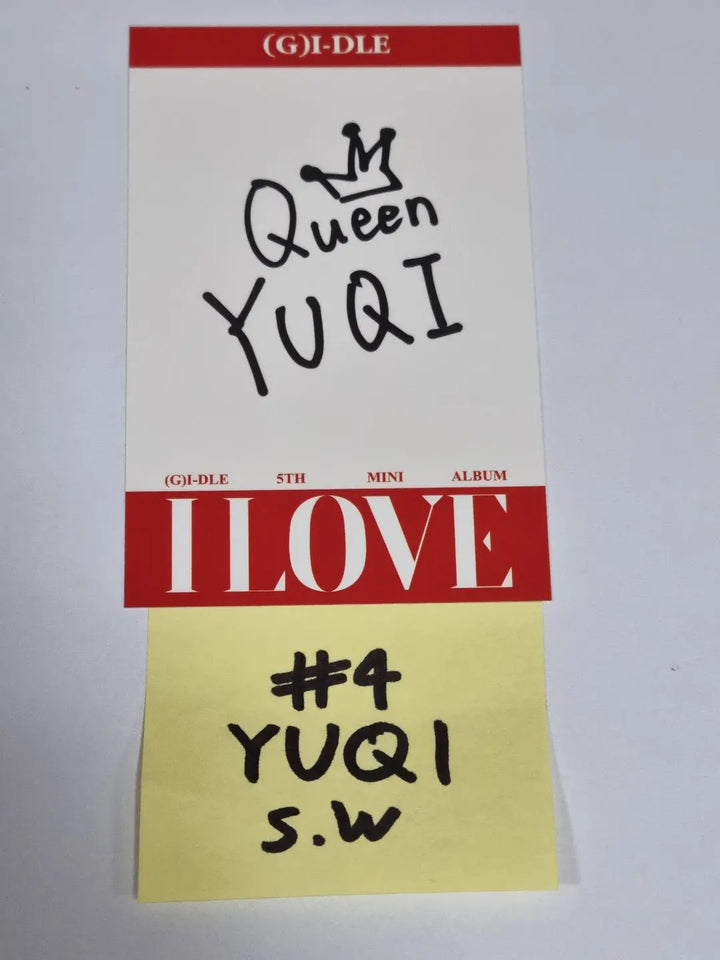 (G)I-DLE
Queen
YUQI
(G)I-DLE 5TH MINI ALBUM
I LOVE
#4
YUQI
S.W